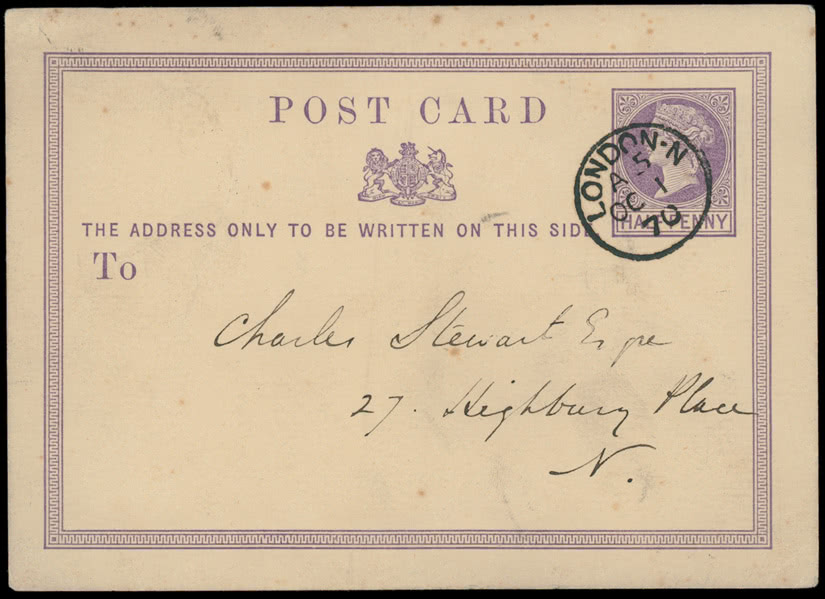 POST CARD
THE ADDRESS ONLY TO BE WRITTEN ON THIS SIDE
HALFPENNY
LONDON·N
5
A
OC 1
70
To
Charles Stewart Esqre
27. Highbury Place
N.